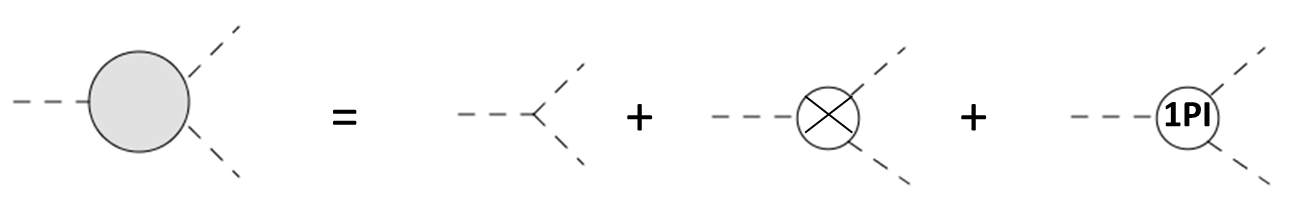 = + + 1PI